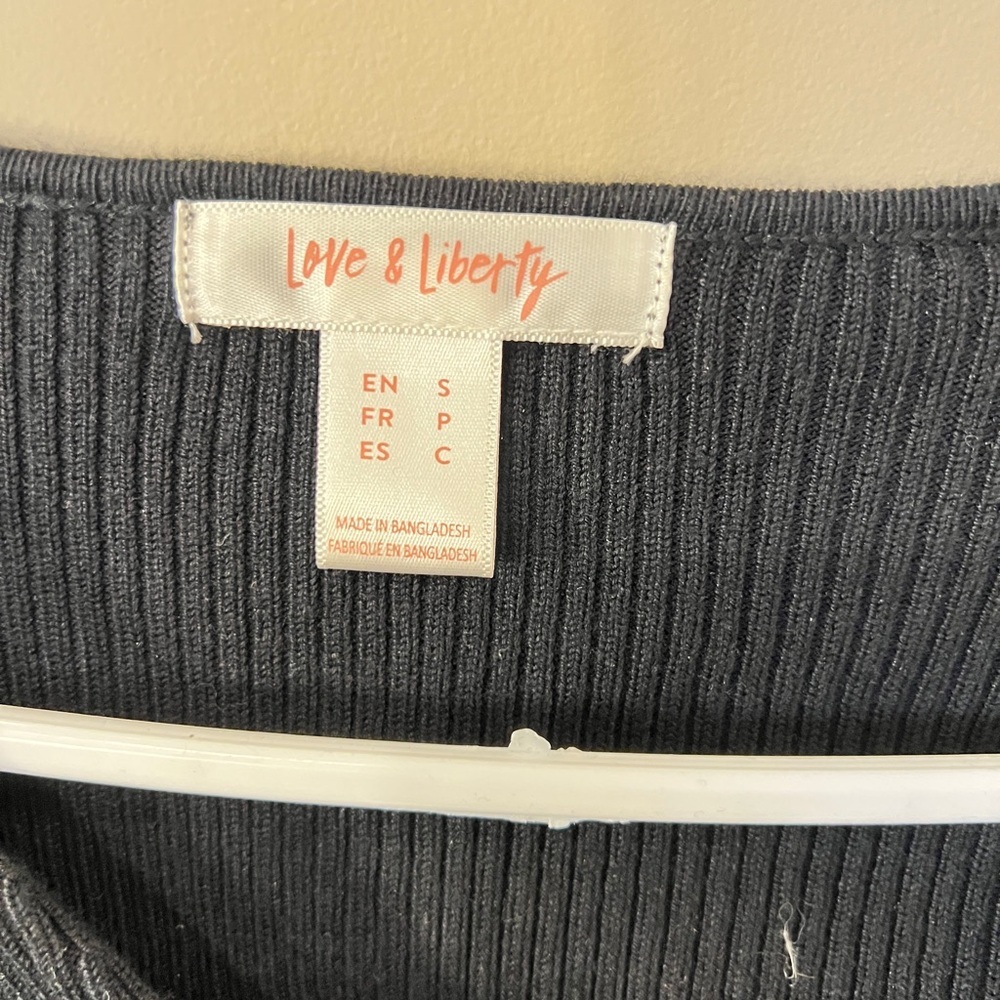 Love & Liberty
EN S
FR P
ES C
MADE IN BANGLADESH
FABRIQUÉ EN BANGLADESH